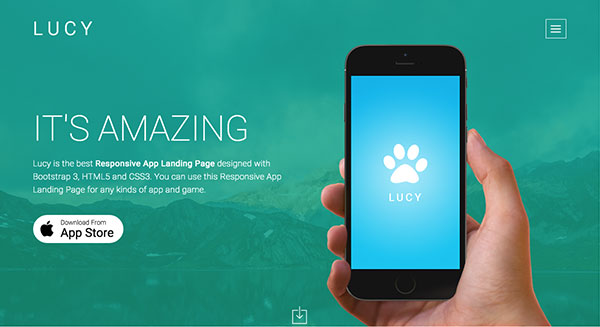 LUCY
IT'S AMAZING
Lucy is the best Responsive App Landing Page designed with
Bootstrap 3, HTML5 and CSS3. You can use this Responsive App
Landing Page for any kinds of app and game.
Download From
App Store
LUCY